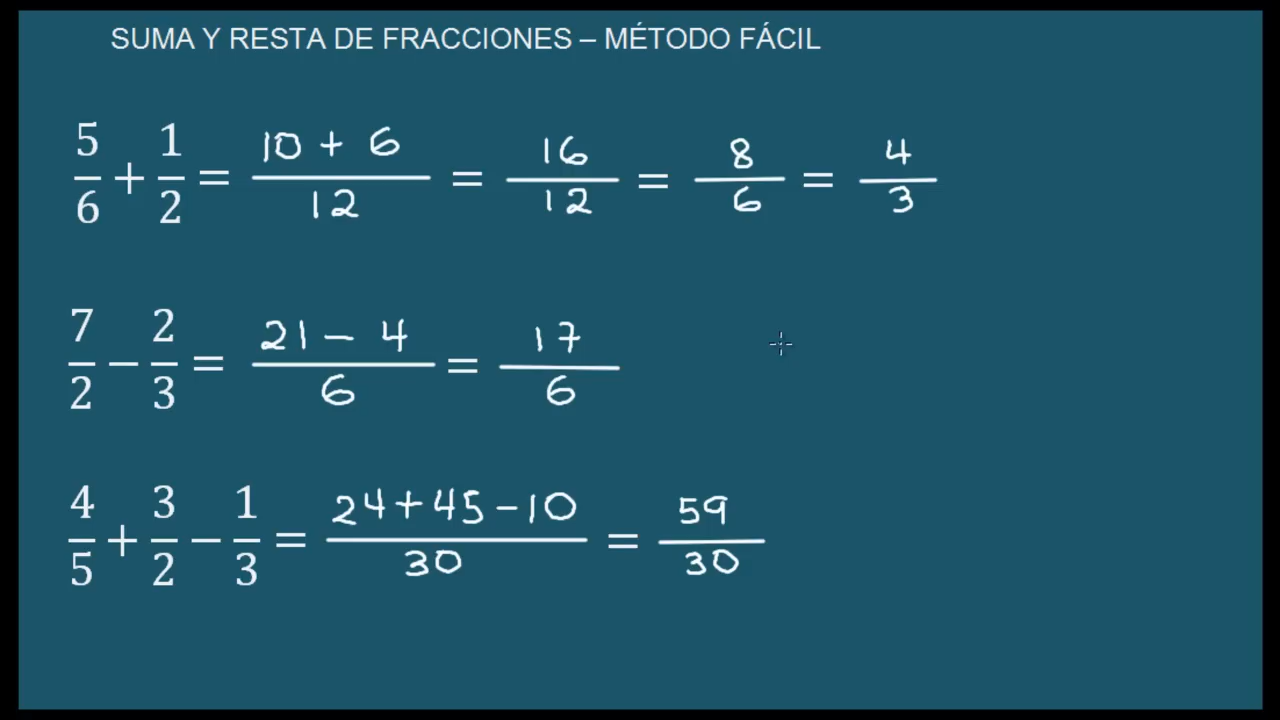 SUMA Y RESTA DE FRACCIONES – MÉTODO FÁCIL
5/6 + 1/2 = (10 + 6)/12 = 16/12 = 8/6 = 4/3
7/2 − 2/3 = (21 − 4)/6 = 17/6
4/5 + 3/2 − 1/3 = (24 + 45 − 10)/30 = 59/30